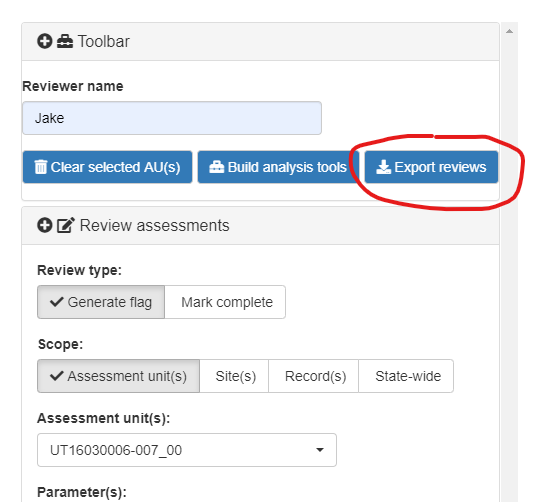 Toolbar
Reviewer name
Jake
Clear selected AU(s) Build analysis tools Export reviews
Review assessments
Review type:
Generate flag Mark complete
Scope:
Assessment unit(s) Site(s) Record(s) State-wide
Assessment unit(s):
UT16030006-007_00
Parameter(s):